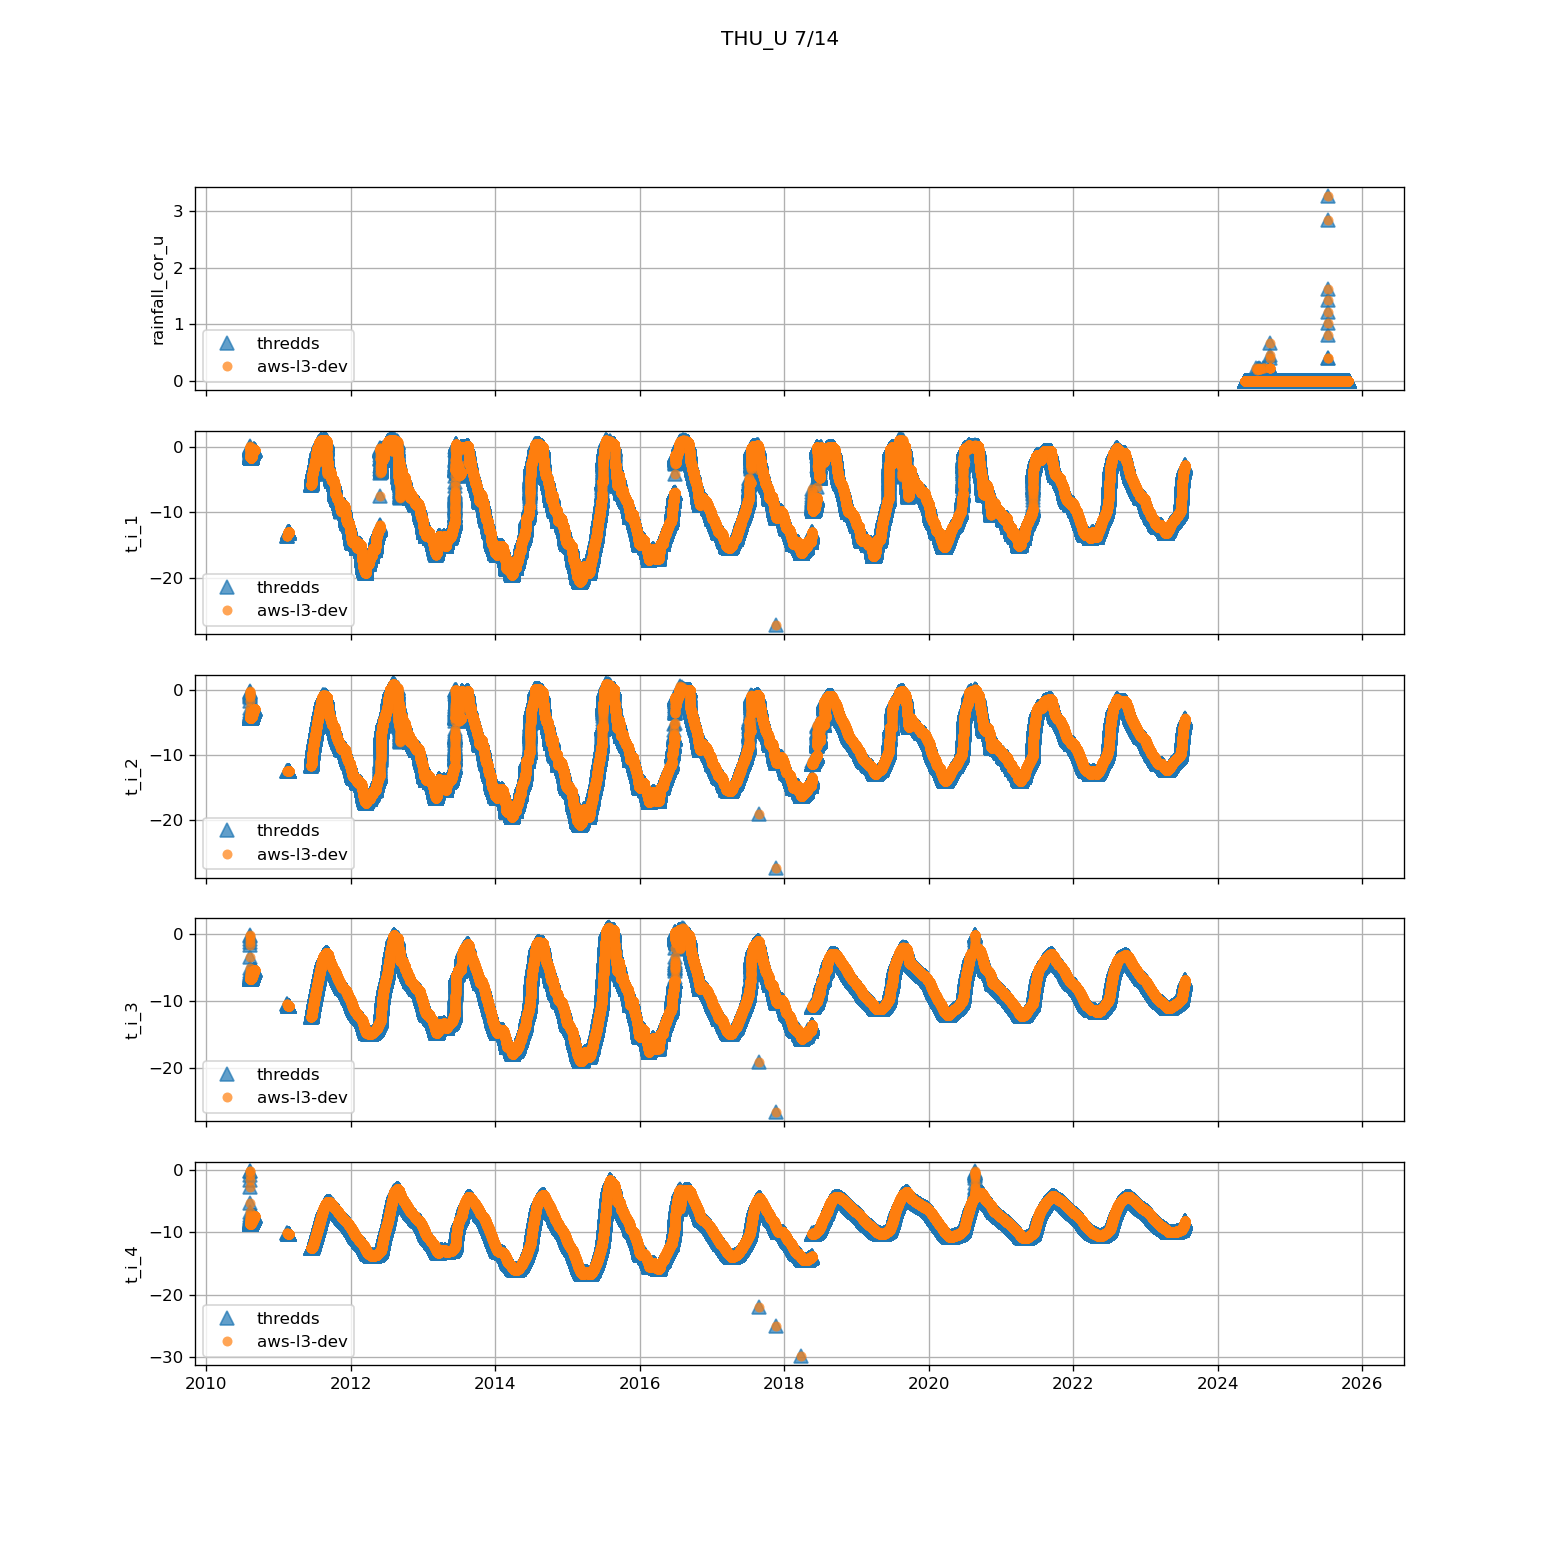 THU_U 7/14
3
2
1
0
rainfall_cor_u
thredds
aws-l3-dev
0
−10
−20
t_i_1
thredds
aws-l3-dev
0
−10
−20
t_i_2
thredds
aws-l3-dev
0
−10
−20
t_i_3
thredds
aws-l3-dev
0
−10
−20
−30
t_i_4
thredds
aws-l3-dev
2010 2012 2014 2016 2018 2020 2022 2024 2026